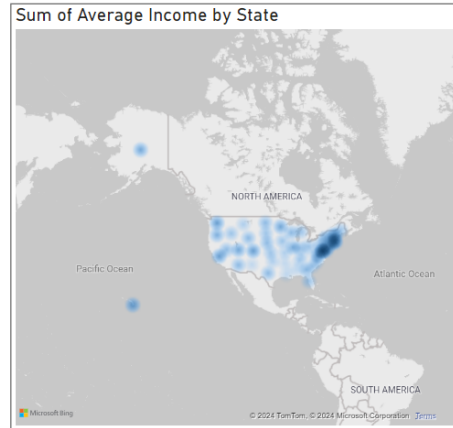 Sum of Average Income by State
NORTH AMERICA
Pacific Ocean
Atlantic Ocean
SOUTH AMERICA
Microsoft Bing
© 2024 TomTom, © 2024 Microsoft Corporation Terms